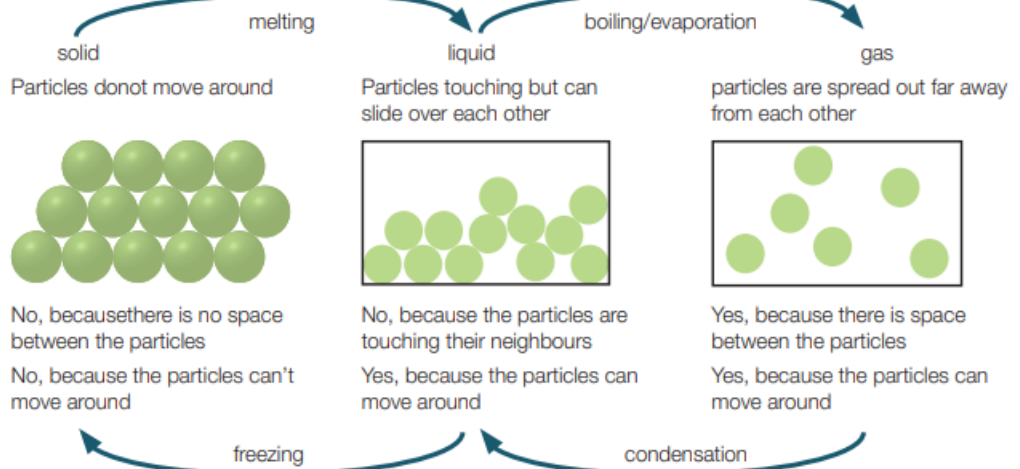 melting
boiling/evaporation
solid
liquid
gas
Particles donot move around
Particles touching but can
slide over each other
particles are spread out far away
from each other
No, becausethere is no space
between the particles
No, because the particles are
touching their neighbours
Yes, because there is space
between the particles
No, because the particles can’t
move around
Yes, because the particles can
move around
Yes, because the particles can
move around
freezing
condensation